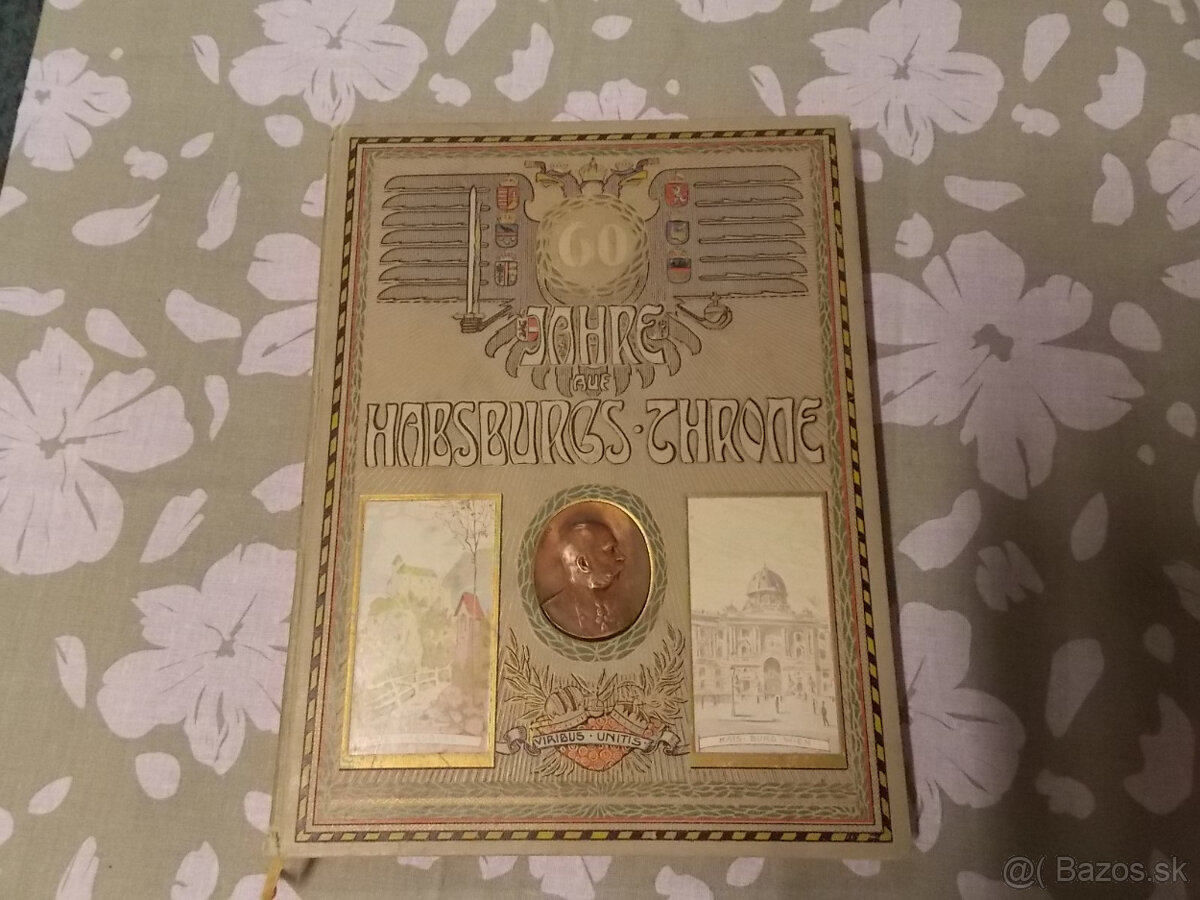 60
JAHRE
AUF
HABSBURGS · THRONE
VIRIBUS · UNITIS
KAIS. BURG WIEN
@( Bazos.sk